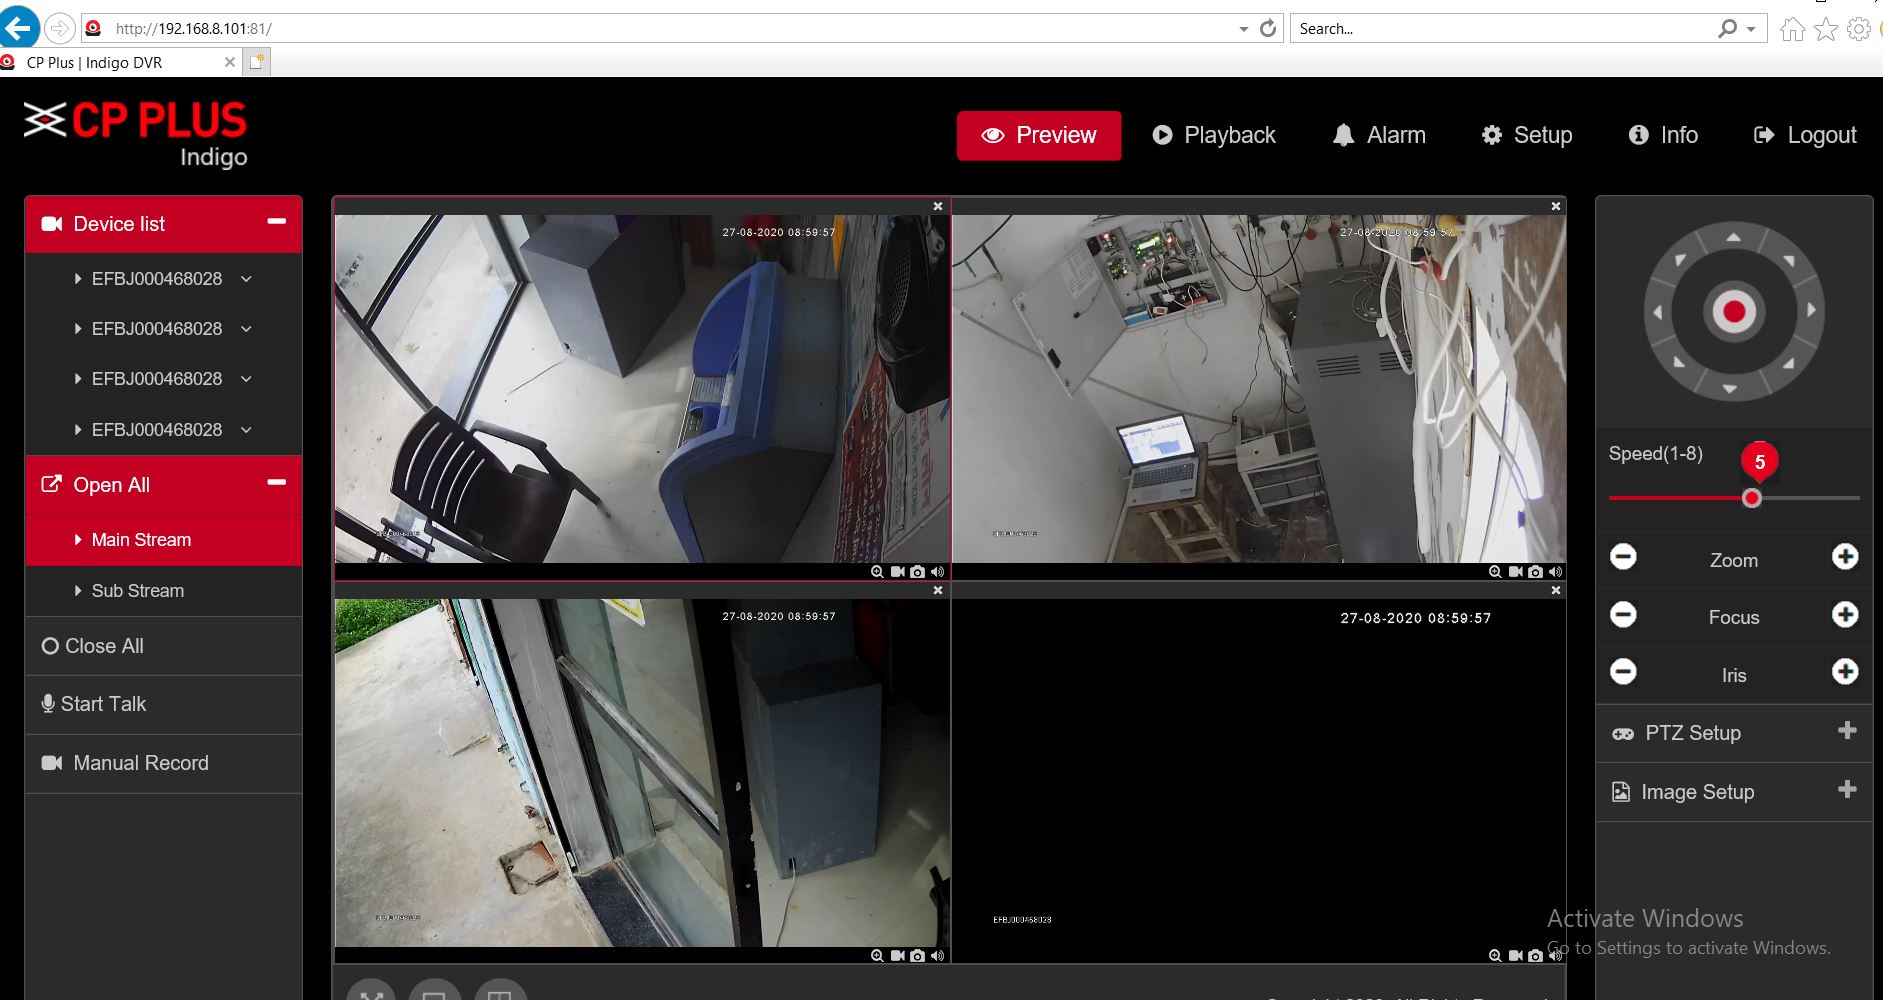 http://192.168.8.101:81/
Search...
CP Plus | Indigo DVR
CP PLUS
Indigo
Preview
Playback
Alarm
Setup
Info
Logout
Device list
EFBJ000468028
EFBJ000468028
EFBJ000468028
EFBJ000468028
Open All
Main Stream
Sub Stream
Close All
Start Talk
Manual Record
27-08-2020 08:59:57
27-08-2020 08:59:57
27-08-2020 08:59:57
27-08-2020 08:59:57
EFBJ000468028
Speed(1-8)
5
Zoom
Focus
Iris
PTZ Setup
Image Setup
Activate Windows
Go to Settings to activate Windows.